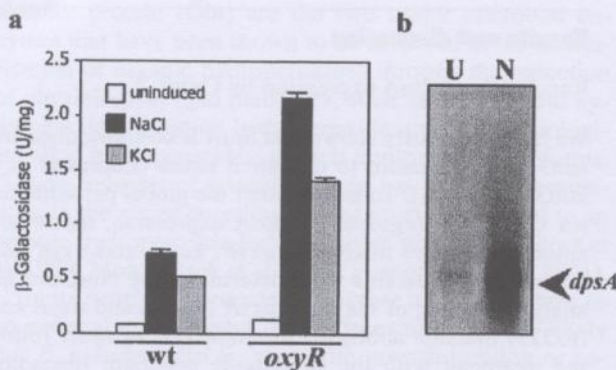 a
b
2.5
2.0
1.5
1.0
0.5
0
β-Galactosidase (U/mg)
uninduced
NaCl
KCl
wt
oxyR
U N
dpsA